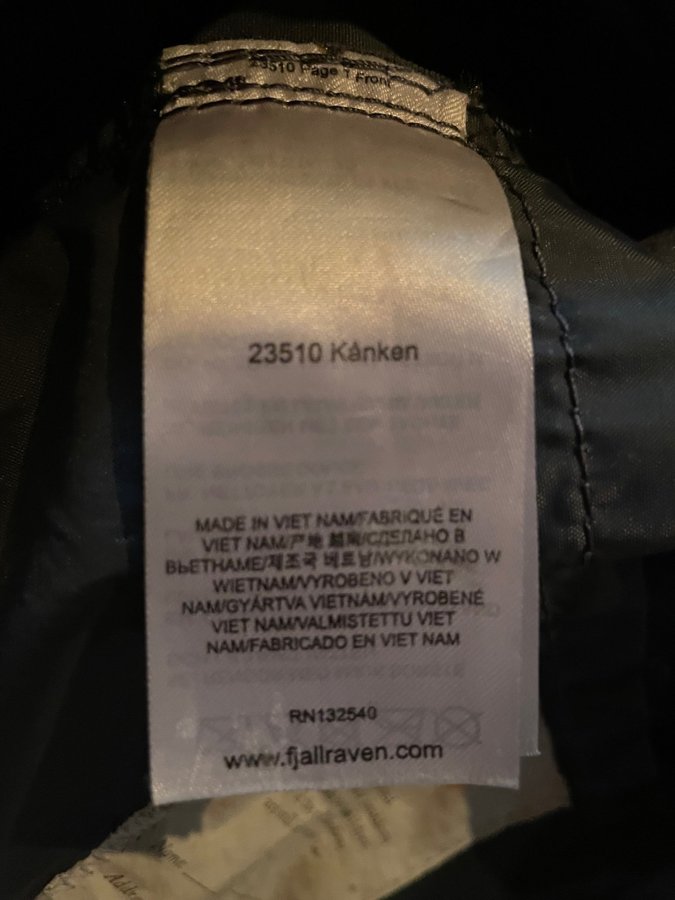 23510 Page 1 Front
23510 Kånken
MADE IN VIET NAM/FABRIQUÉ EN
VIET NAM/产地 越南/СДЕЛАНО В
ВЬЕТНАМЕ/제조국 베트남/WYKONANO W
WIETNAM/VYROBENO V VIET
NAM/GYÁRTVA VIETNAM/VYROBENÉ
VIET NAM/VALMISTETTU VIET
NAM/FABRICADO EN VIET NAM
RN132540
www.fjallraven.com
Name